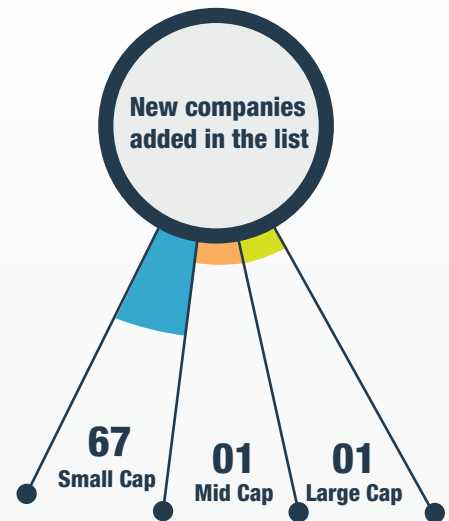 New companies
added in the list
67
Small Cap
01
Mid Cap
01
Large Cap